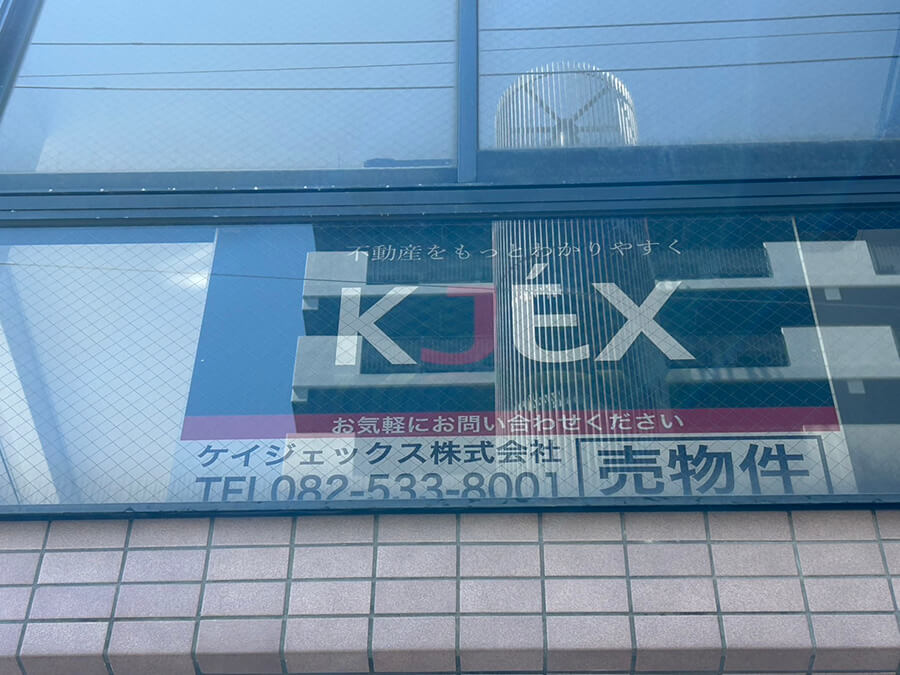 不動産をもっとわかりやすく
KJÉX
お気軽にお問い合わせください
ケイジェックス株式会社
TEL082-533-8001
売物件